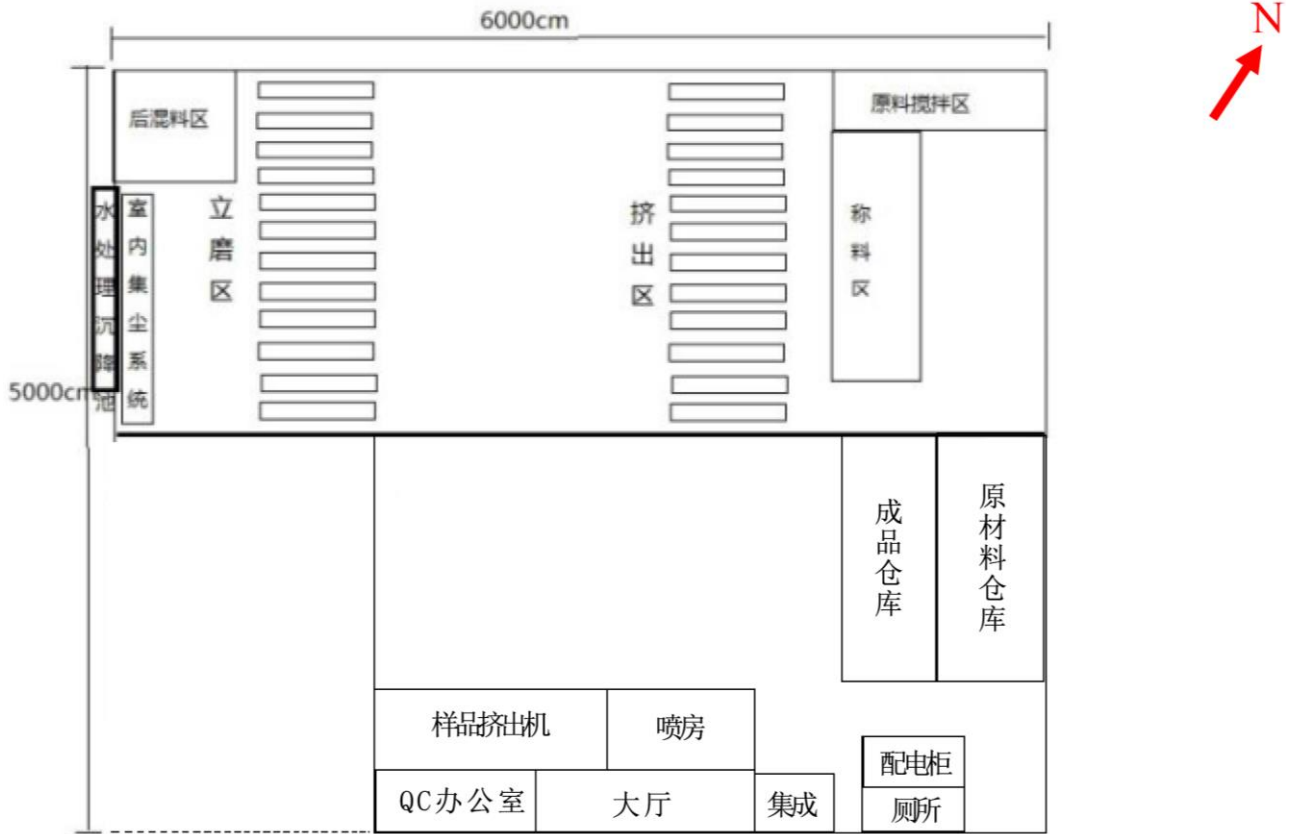 6000cm
N
后混料区
原料搅拌区
水处理沉降池
室内集尘系统
立磨区
挤出区
称料区
5000cm
成品仓库
原材料仓库
样品挤出机
喷房
配电柜
QC办公室
大厅
集成
厕所